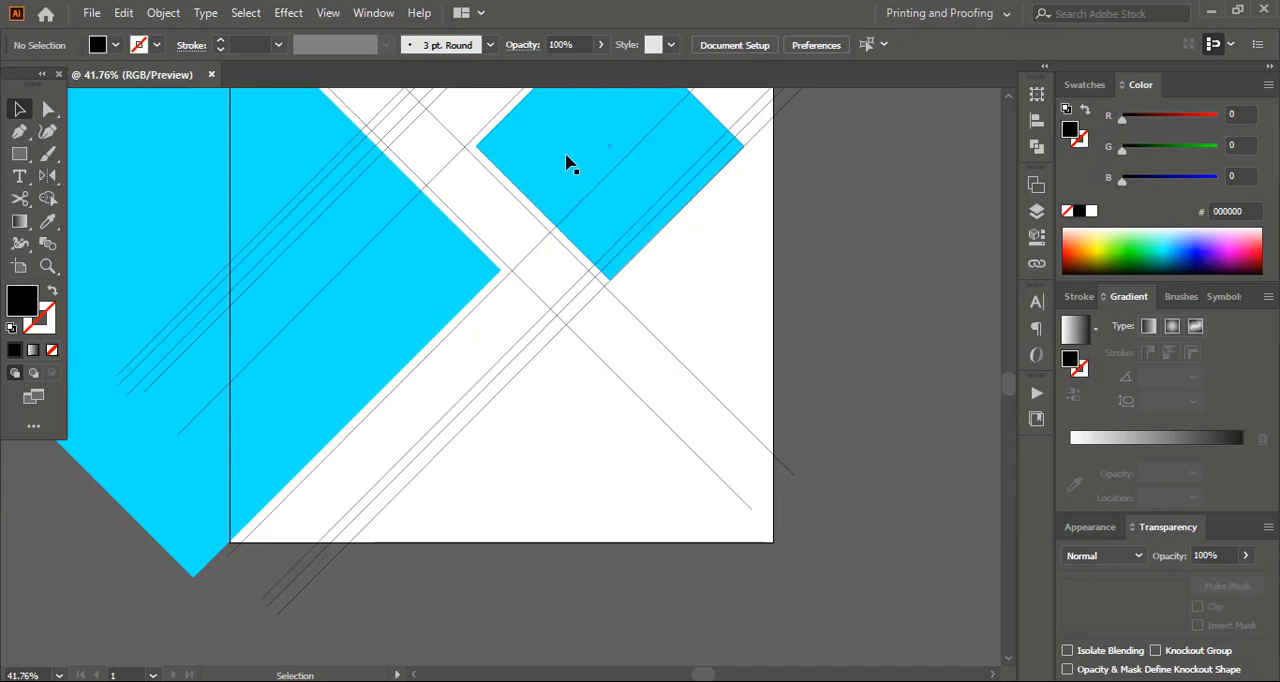 Ai File Edit Object Type Select Effect View Window Help Printing and Proofing Search Adobe Stock
No Selection Stroke: 3 pt. Round Opacity: 100% Style: Document Setup Preferences
@ 41.76% (RGB/Preview)
Swatches Color
R 0
G 0
B 0
# 000000
Stroke Gradient Brushes Symbol
Type:
Stroke:
Opacity:
Location:
Appearance Transparency
Normal Opacity: 100%
Make Mask
Clip
Invert Mask
Isolate Blending Knockout Group
Opacity & Mask Define Knockout Shape
41.76% 1 Selection